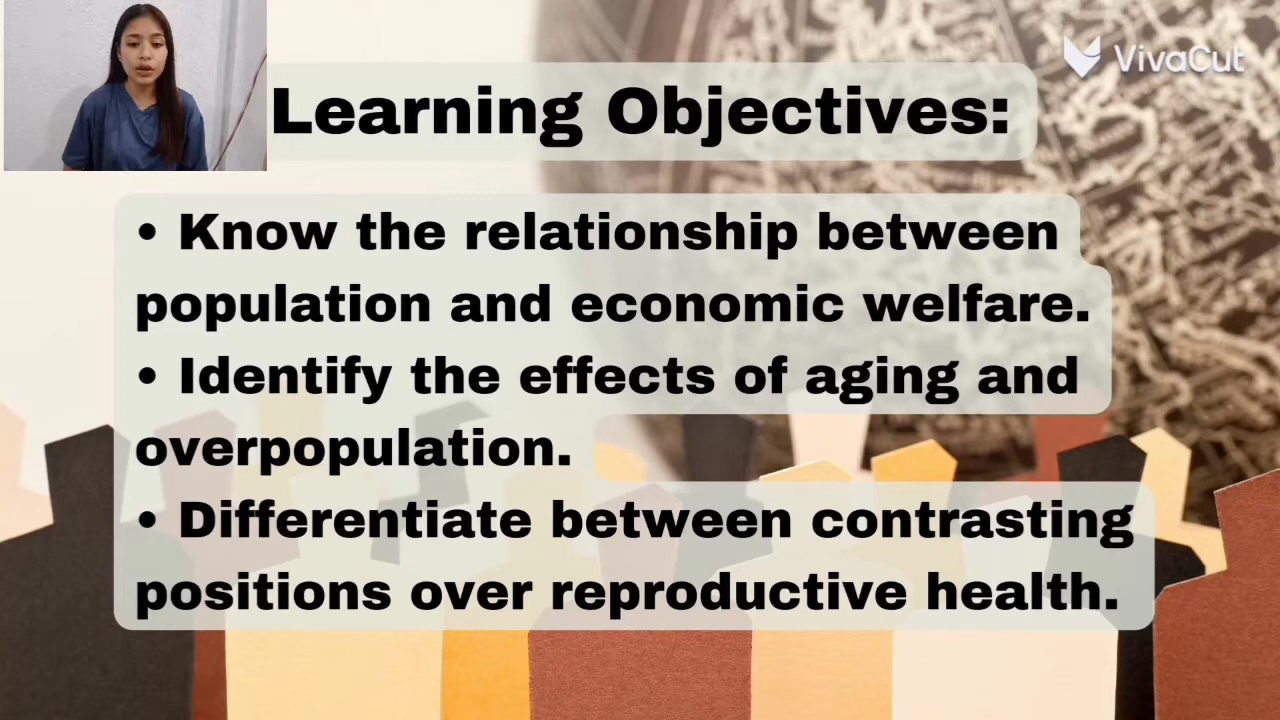 VivaCut
Learning Objectives:
• Know the relationship between
population and economic welfare.
• Identify the effects of aging and
overpopulation.
• Differentiate between contrasting
positions over reproductive health.